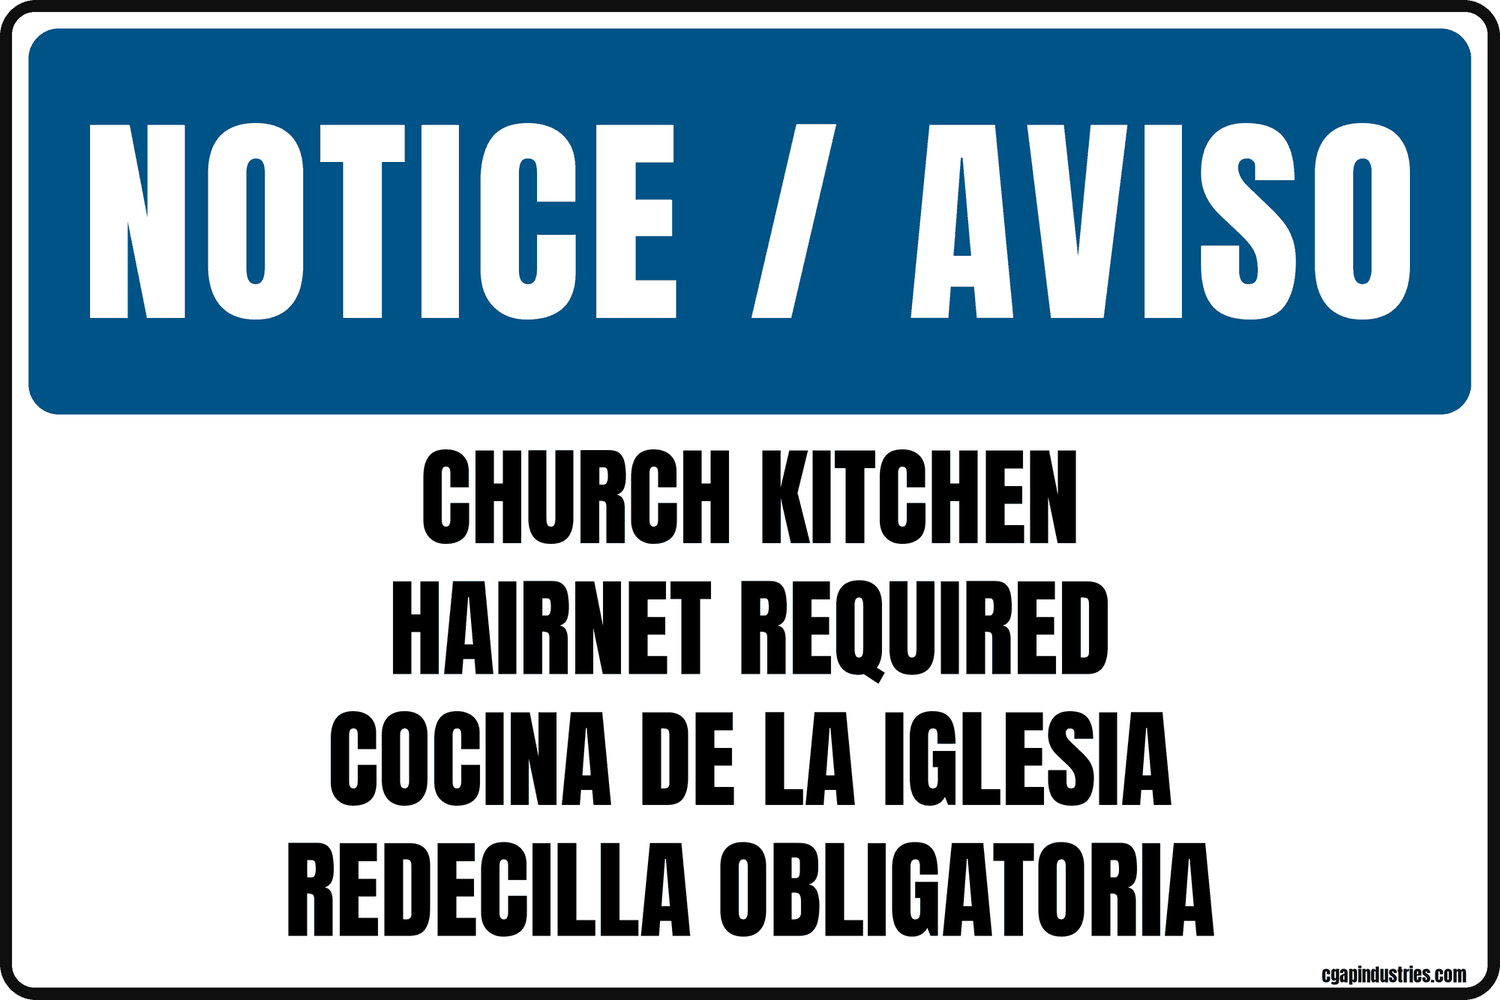 NOTICE / AVISO
CHURCH KITCHEN
HAIRNET REQUIRED
COCINA DE LA IGLESIA
REDECILLA OBLIGATORIA
cgapindustries.com